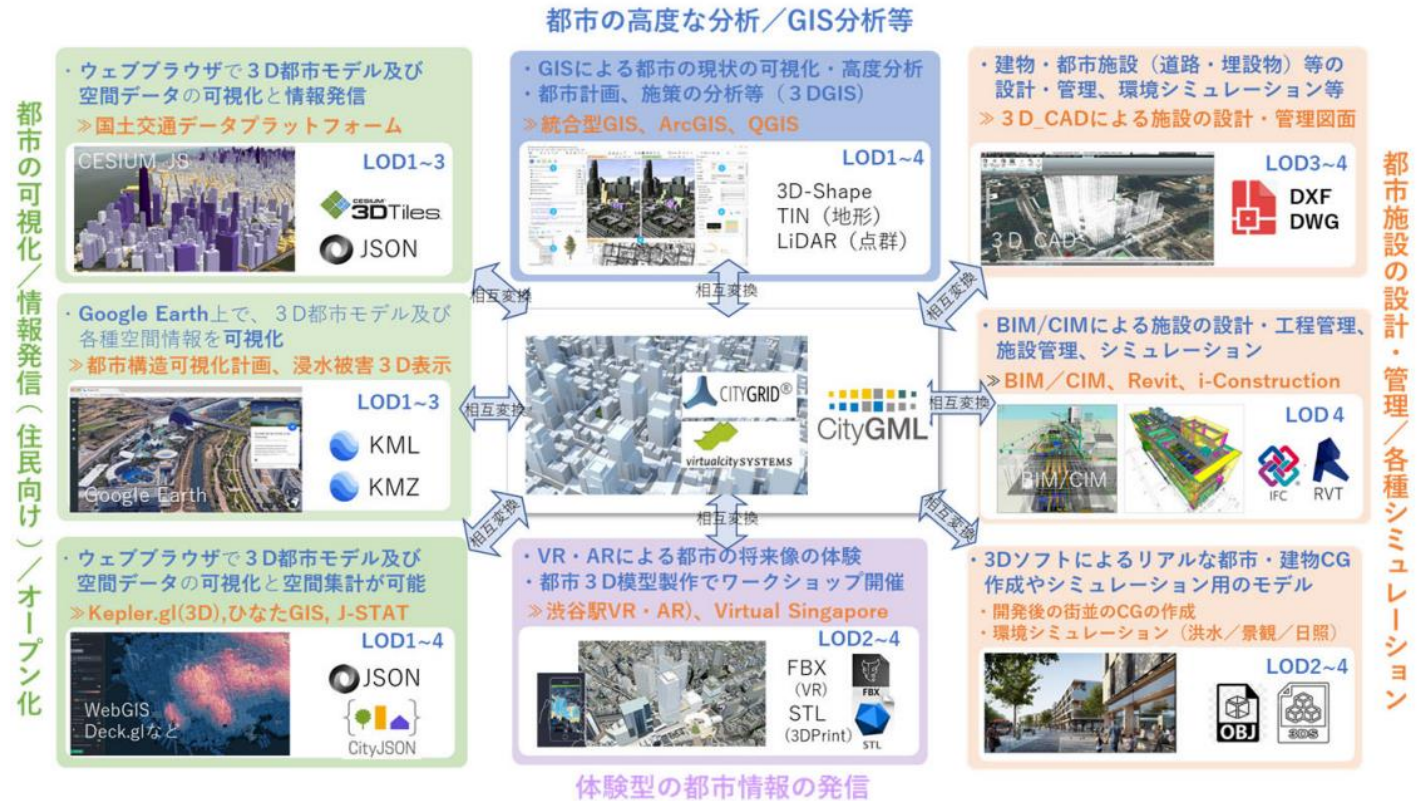 都市の高度な分析／GIS分析等
都市の可視化／情報発信（住民向け）／オープン化
・ウェブブラウザで３D都市モデル及び
空間データの可視化と情報発信
≫国土交通データプラットフォーム
CESIUM JS
LOD1~3
CESIUM
3DTiles
JSON
・GISによる都市の現状の可視化・高度分析
・都市計画、施策の分析等（３DGIS）
≫統合型GIS、ArcGIS、QGIS
LOD1~4
3D-Shape
TIN（地形）
LiDAR（点群）
・建物・都市施設（道路・埋設物）等の
設計・管理、環境シミュレーション等
≫３D_CADによる施設の設計・管理図面
3D_CAD
LOD3~4
DXF
DWG
都市施設の設計・管理／各種シミュレーション
相互変換
相互変換
相互変換
・Google Earth上で、３D都市モデル及び
各種空間情報を可視化
≫都市構造可視化計画、浸水被害３D表示
Google Earth
LOD1~3
KML
KMZ
相互変換
CITYGRID®
virtualcitySYSTEMS
CityGML
相互変換
・BIM/CIMによる施設の設計・工程管理、
施設管理、シミュレーション
≫BIM／CIM、Revit、i-Construction
BIM/CIM
LOD４
IFC
RVT
相互変換
相互変換
相互変換
・ウェブブラウザで３D都市モデル及び
空間データの可視化と空間集計が可能
≫Kepler.gl(3D),ひなたGIS, J-STAT
WebGIS
Deck.glなど
LOD1~4
JSON
CityJSON
・VR・ARによる都市の将来像の体験
・都市３D模型製作でワークショップ開催
≫渋谷駅VR・AR)、Virtual Singapore
LOD2~4
FBX
(VR)
STL
(3DPrint)
FBX
STL
・3Dソフトによるリアルな都市・建物CG
作成やシミュレーション用のモデル
・開発後の街並のCGの作成
・環境シミュレーション（洪水／景観／日照）
LOD2~4
OBJ
3DS
体験型の都市情報の発信